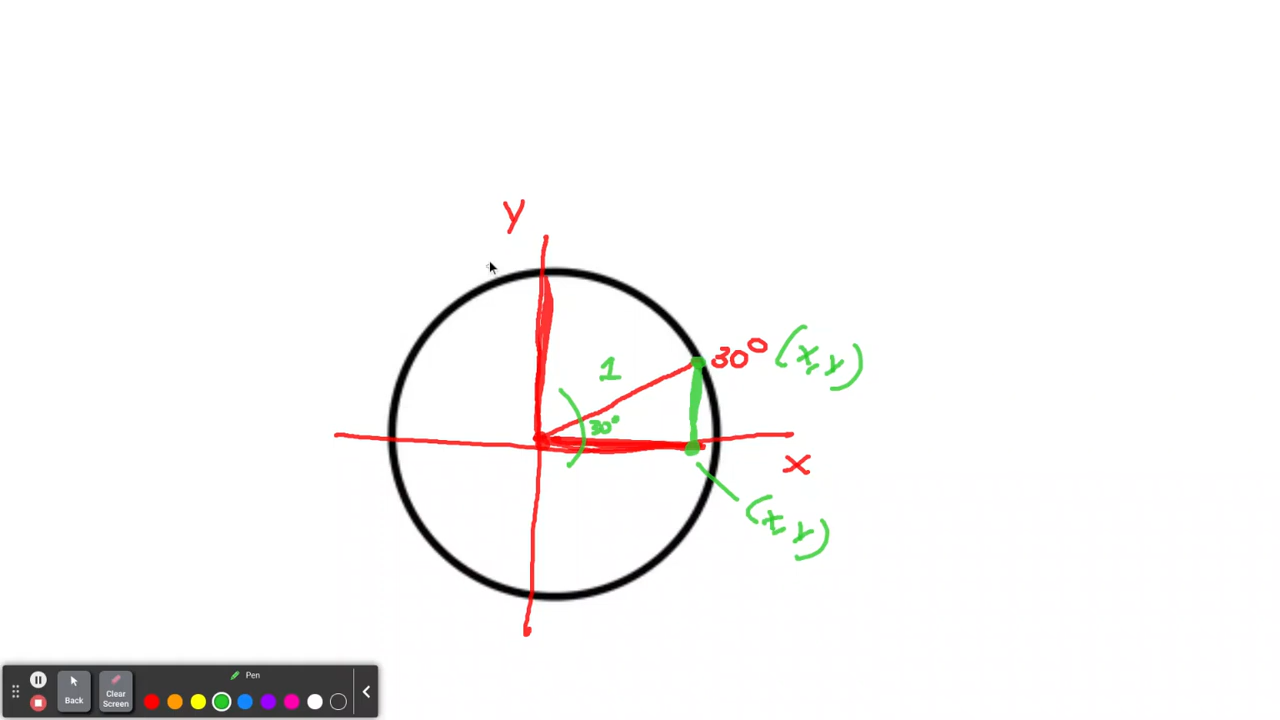 y
1
30° (x, y)
30°
x
(x, y)
Pen
Back
Clear
Screen